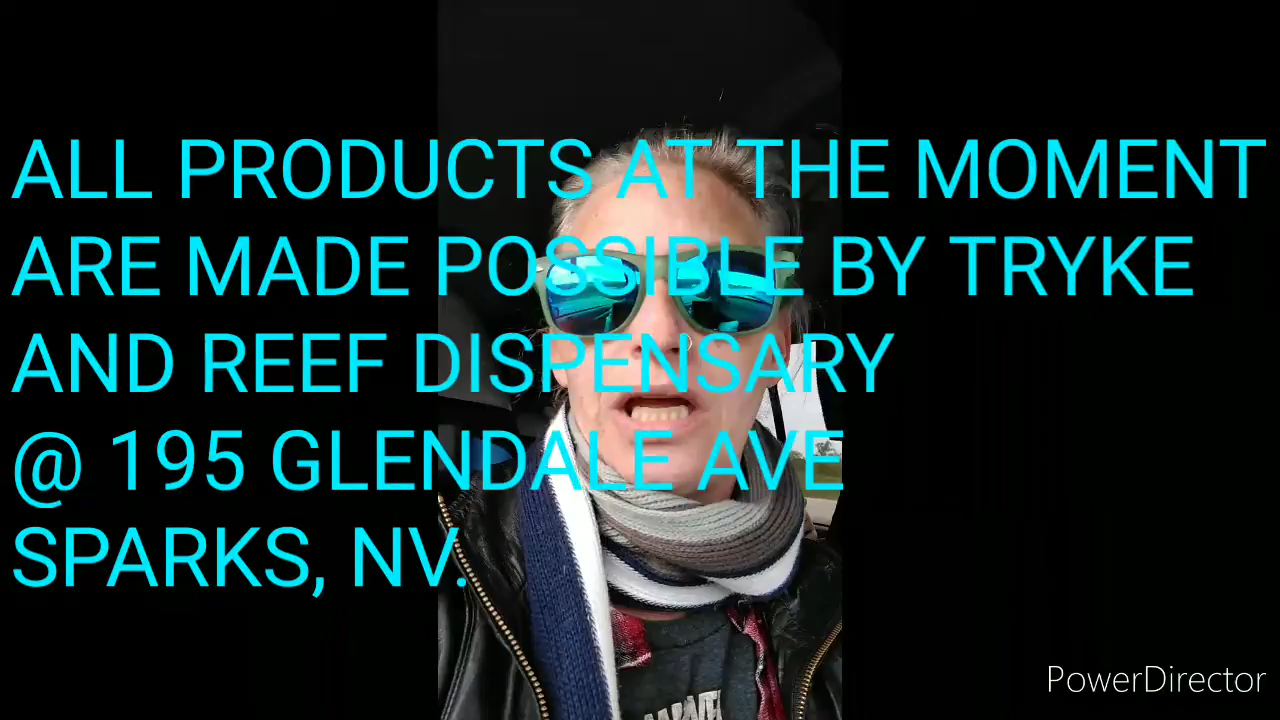 ALL PRODUCTS AT THE MOMENT
ARE MADE POSSIBLE BY TRYKE
AND REEF DISPENSARY
@ 195 GLENDALE AVE
SPARKS, NV.
PowerDirector